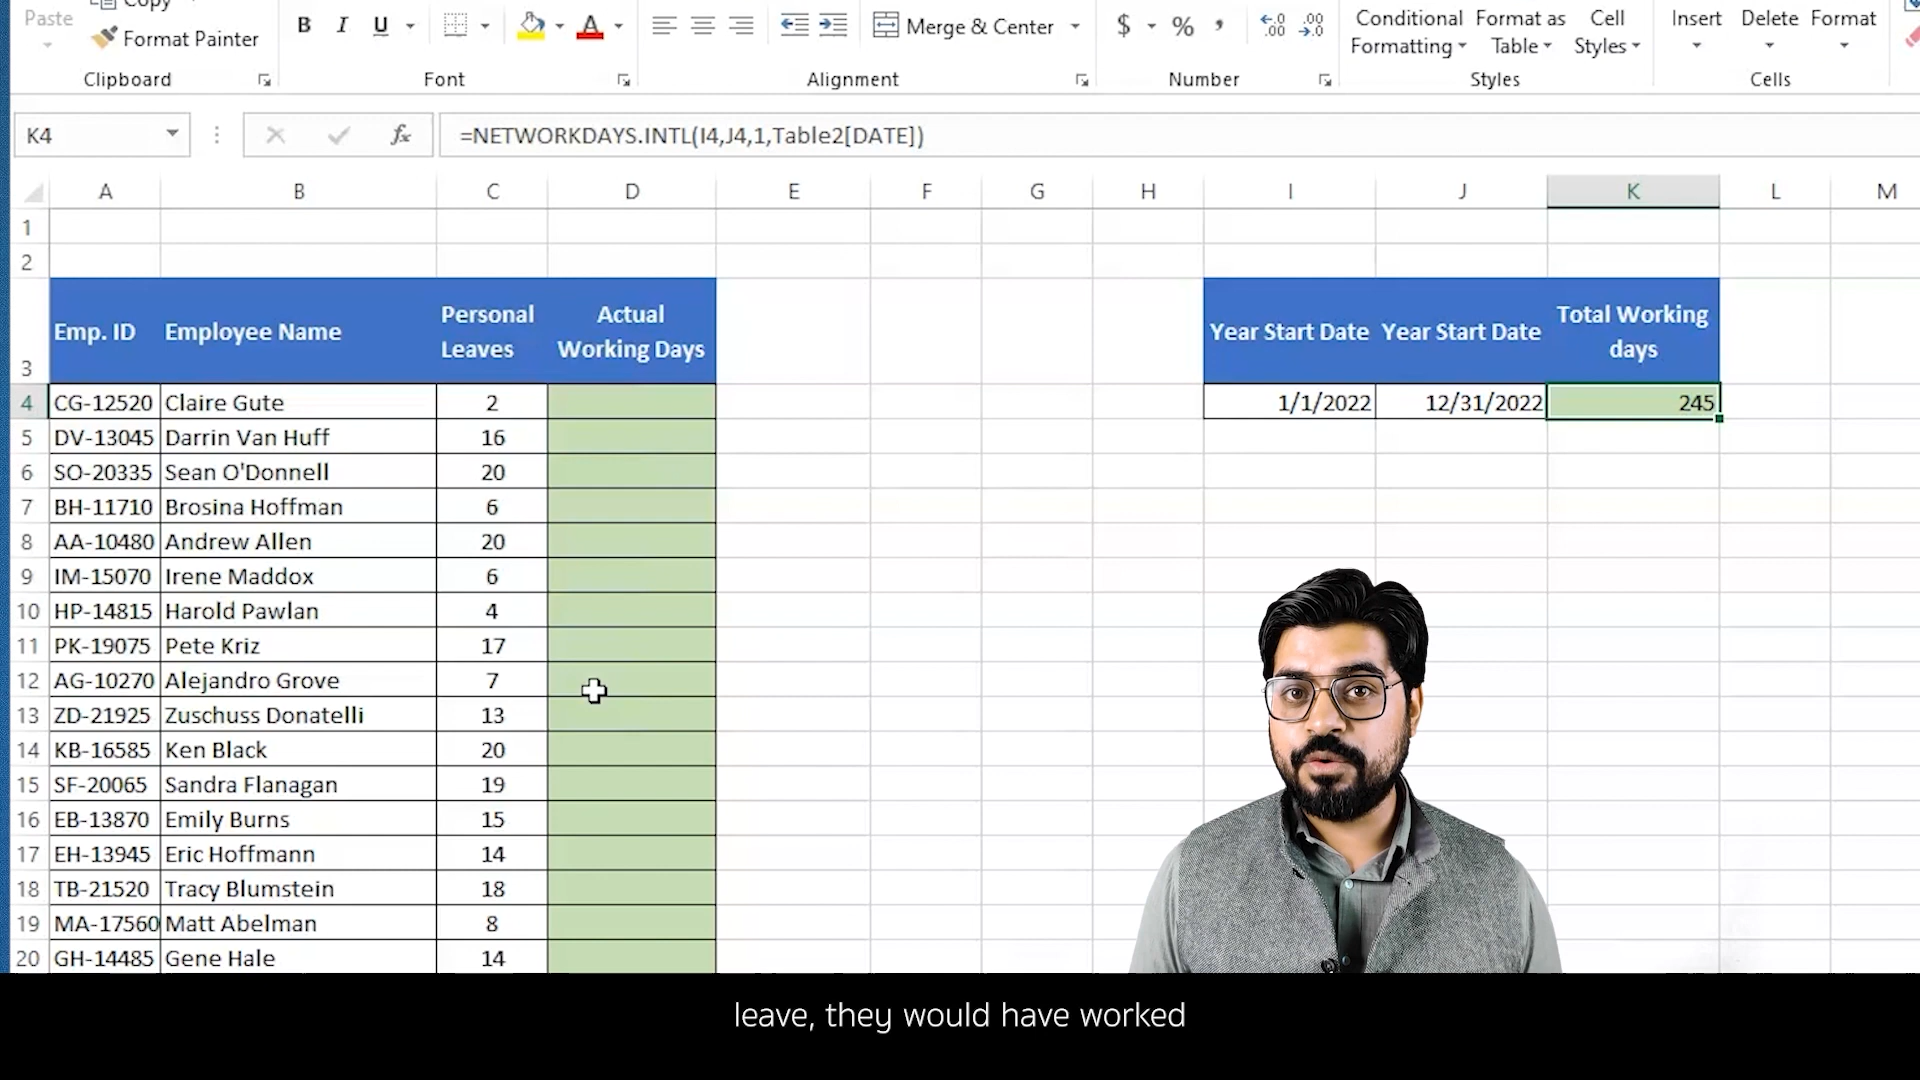 Paste
Copy
Format Painter
B I U
Merge & Center
$ % ,
Conditional Formatting
Format as Table
Cell Styles
Insert
Delete
Format
Clipboard
Font
Alignment
Number
Styles
Cells
K4
fx
=NETWORKDAYS.INTL(I4,J4,1,Table2[DATE])
A B C D E F G H I J K L M
1
2
3 Emp. ID Employee Name Personal Leaves Actual Working Days Year Start Date Year Start Date Total Working days
4 CG-12520 Claire Gute 2 1/1/2022 12/31/2022 245
5 DV-13045 Darrin Van Huff 16
6 SO-20335 Sean O'Donnell 20
7 BH-11710 Brosina Hoffman 6
8 AA-10480 Andrew Allen 20
9 IM-15070 Irene Maddox 6
10 HP-14815 Harold Pawlan 4
11 PK-19075 Pete Kriz 17
12 AG-10270 Alejandro Grove 7
13 ZD-21925 Zuschuss Donatelli 13
14 KB-16585 Ken Black 20
15 SF-20065 Sandra Flanagan 19
16 EB-13870 Emily Burns 15
17 EH-13945 Eric Hoffmann 14
18 TB-21520 Tracy Blumstein 18
19 MA-17560 Matt Abelman 8
20 GH-14485 Gene Hale 14
leave, they would have worked